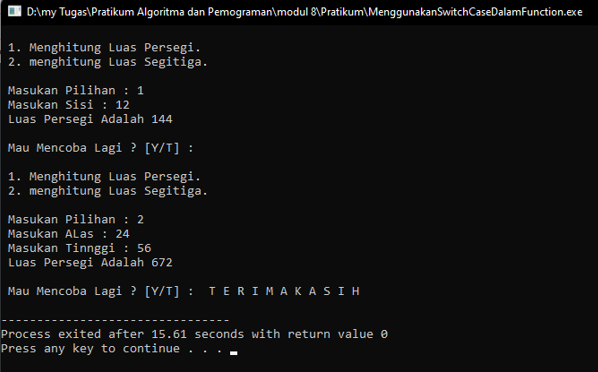 D:\my Tugas\Pratikum Algoritma dan Pemograman\modul 8\Pratikum\MenggunakanSwitchCaseDalamFunction.exe
1. Menghitung Luas Persegi.
2. menghitung Luas Segitiga.
Masukan Pilihan : 1
Masukan Sisi : 12
Luas Persegi Adalah 144
Mau Mencoba Lagi ? [Y/T] :
1. Menghitung Luas Persegi.
2. menghitung Luas Segitiga.
Masukan Pilihan : 2
Masukan ALas : 24
Masukan Tinnggi : 56
Luas Persegi Adalah 672
Mau Mencoba Lagi ? [Y/T] :  T E R I M A K A S I H
--------------------------------
Process exited after 15.61 seconds with return value 0
Press any key to continue . . .